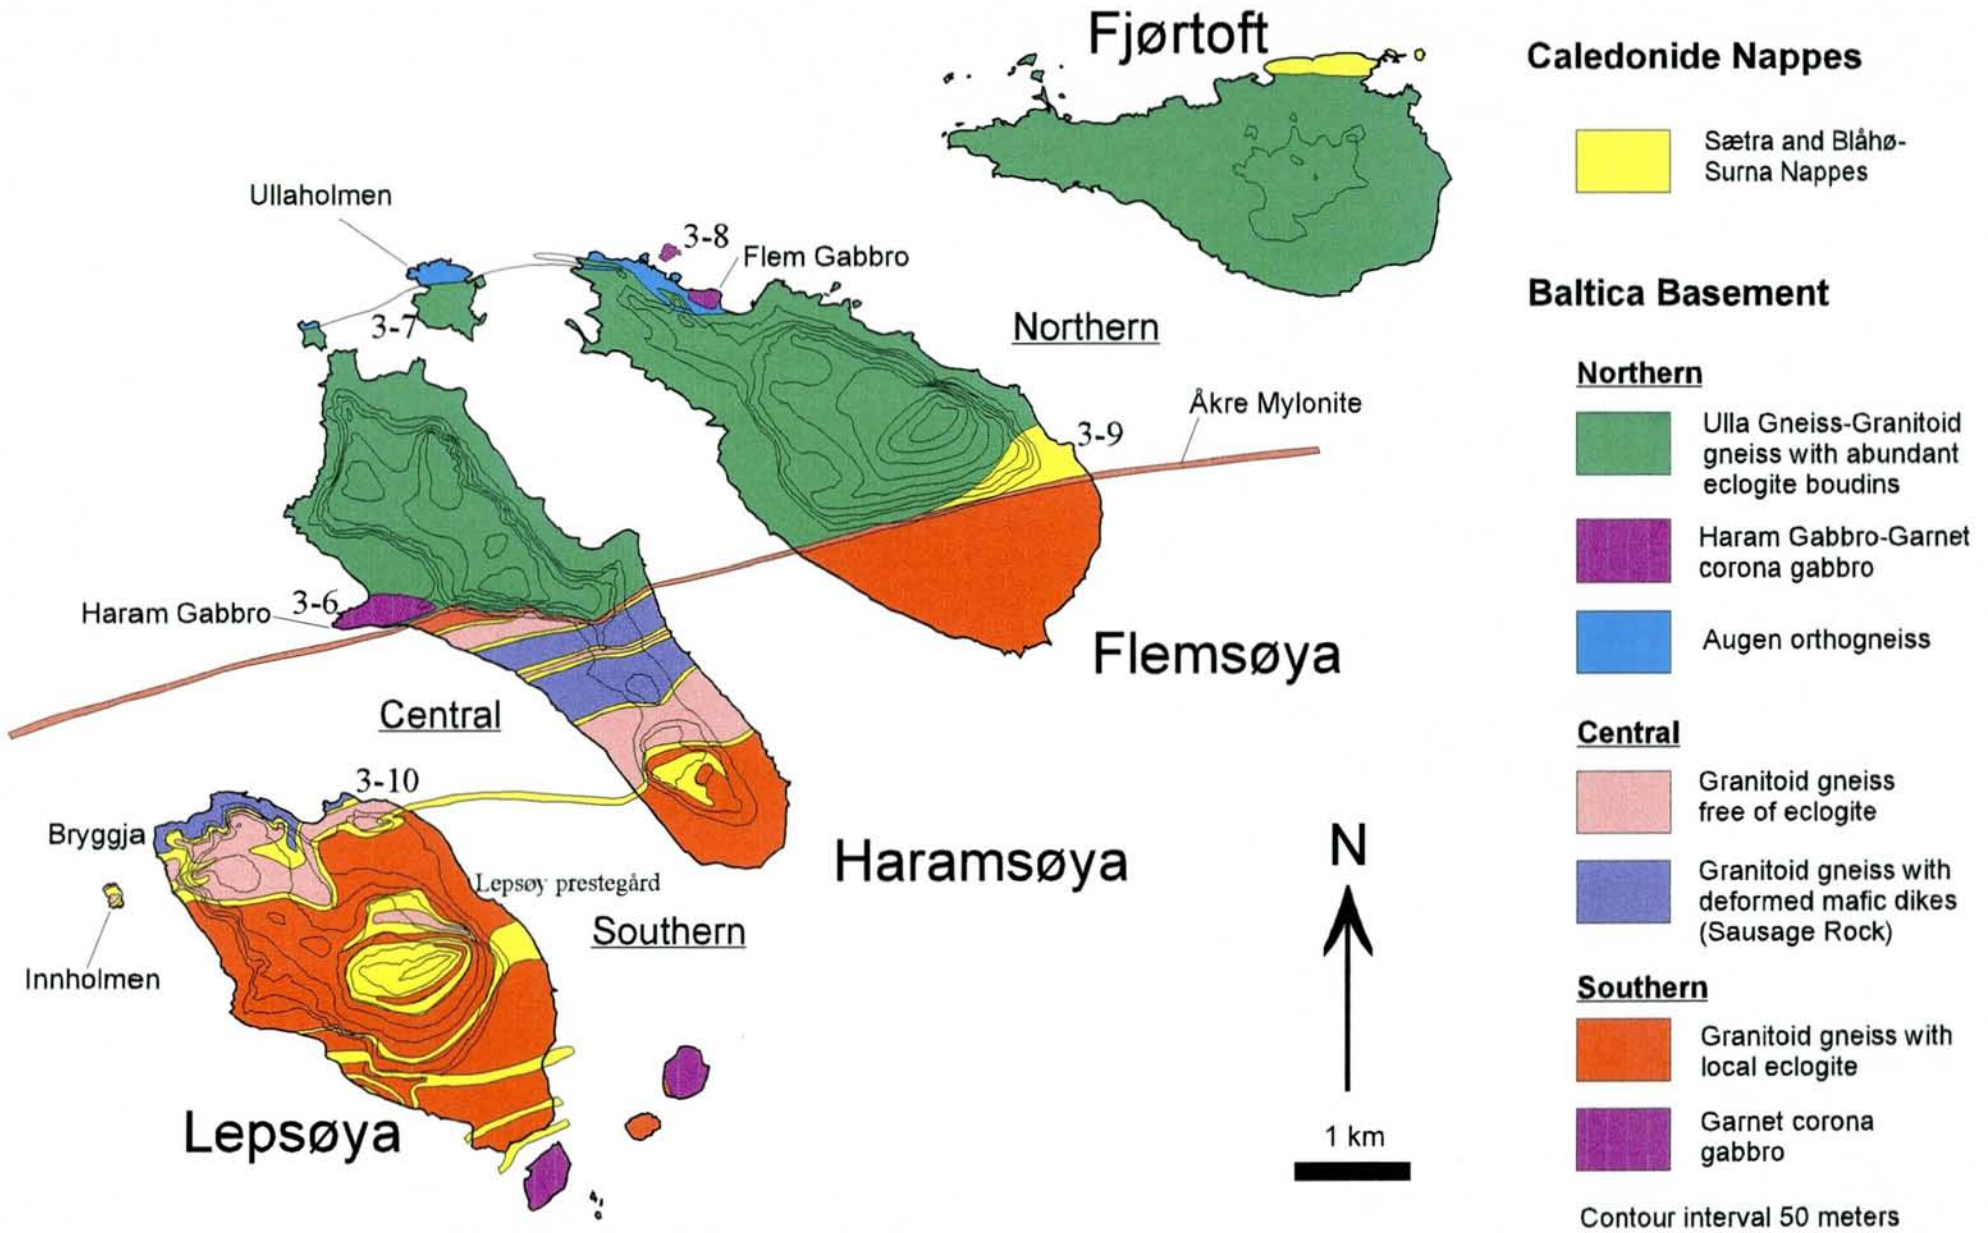 Fjørtoft
Ullaholmen
3-8
Flem Gabbro
3-7
Northern
Åkre Mylonite
3-9
Haram Gabbro
3-6
Flemsøya
Central
3-10
Bryggja
Haramsøya
Lepsøy prestegård
Southern
Innholmen
Lepsøya
N
1 km
Caledonide Nappes
Sætra and Blåhø-
Surna Nappes
Baltica Basement
Northern
Ulla Gneiss-Granitoid
gneiss with abundant
eclogite boudins
Haram Gabbro-Garnet
corona gabbro
Augen orthogneiss
Central
Granitoid gneiss
free of eclogite
Granitoid gneiss with
deformed mafic dikes
(Sausage Rock)
Southern
Granitoid gneiss with
local eclogite
Garnet corona
gabbro
Contour interval 50 meters